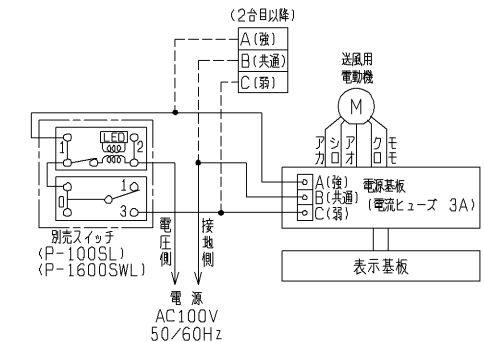 (2台目以降)
A(強)
B(共通)
C(弱)
送風用
電動機
M
アカ
シロ
アオ
クロ
モモ
LED
1
2
1
0
3
A(強)
B(共通)
C(弱)
電源基板
(電流ヒューズ 3A)
表示基板
電圧側
接地側
別売スイッチ
(P-100SL)
(P-1600SWL)
電 源
AC100V
50/60Hz